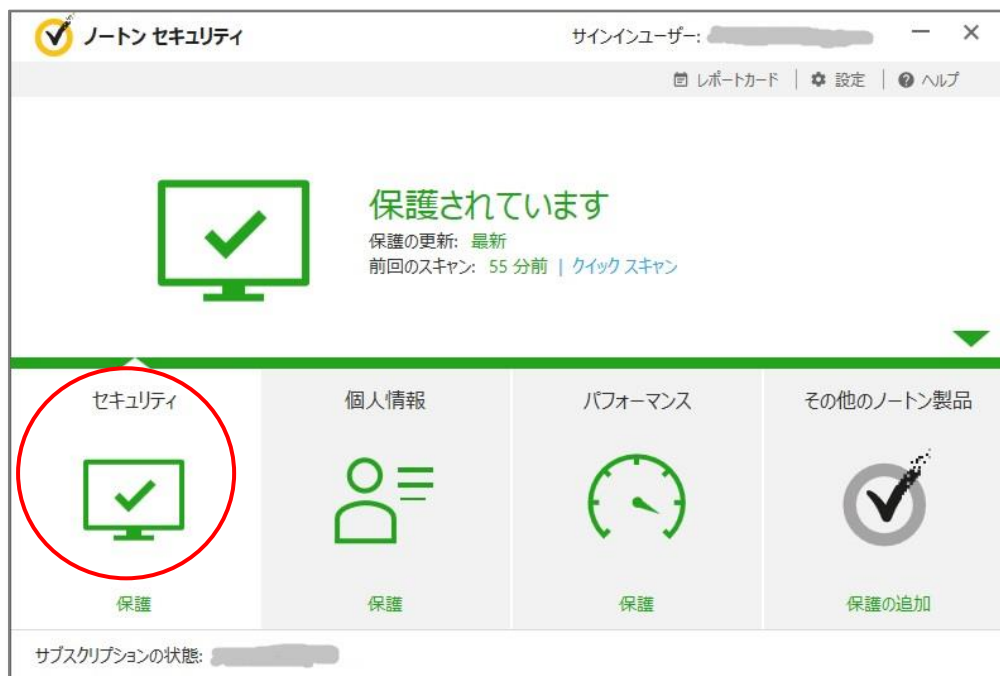 ノートン セキュリティ
サインインユーザー:
レポートカード | 設定 | ヘルプ
保護されています
保護の更新: 最新
前回のスキャン: 55 分前 | クイック スキャン
セキュリティ
個人情報
パフォーマンス
その他のノートン製品
保護
保護
保護
保護の追加
サブスクリプションの状態: